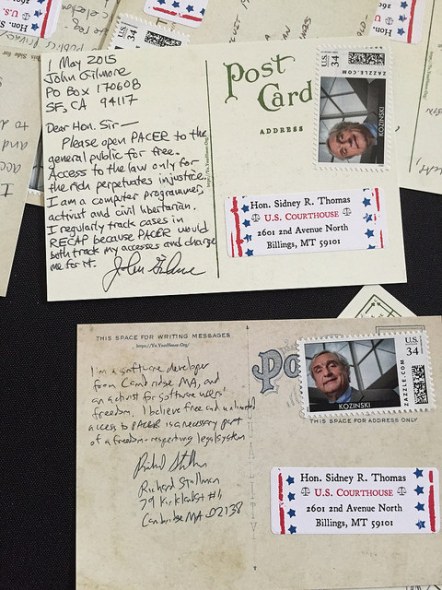 1 May 2015
John Gilmore
PO Box 170608
SF, CA 94117
Dear Hon. Sir—
Please open PACER to the
general public for free.
Access to the law only for
the rich perpetuates injustice.
I am a computer programmer,
activist and civil libertarian.
I regularly track cases in
RECAP because PACER would
both track my accesses and charge
me for it.
John Gilmore
Post
Card
ADDRESS
U.S.
34
ZAZZLE.COM
KOZINSKI
Hon. Sidney R. Thomas
U.S. COURTHOUSE
2601 2nd Avenue North
Billings, MT 59101
THIS SPACE FOR WRITING MESSAGES
I'm a software developer
from Cambridge MA, and
an activist for software users'
freedom. I believe free and
access to PACER is a necessary part
of a freedom-respecting legal system
Richard Stallman
Richard Stallman
Cambridge MA 02138
Po
U.S.
34
ZAZZLE.COM
KOZINSKI
THIS SPACE FOR ADDRESS ONLY
Hon. Sidney R. Thomas
U.S. COURTHOUSE
2601 2nd Avenue North
Billings, MT 59101